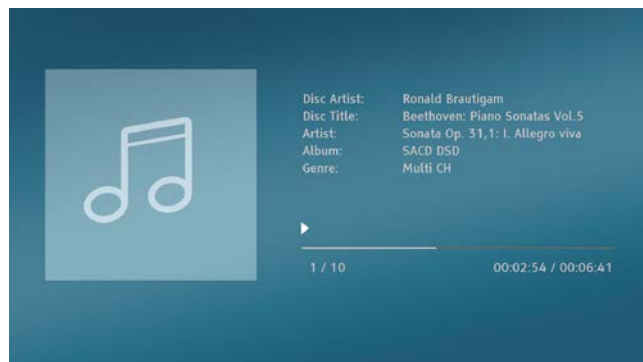 Disc Artist: Ronald Brautigam
Disc Title: Beethoven: Piano Sonatas Vol.5
Artist: Sonata Op. 31,1: I. Allegro viva
Album: SACD DSD
Genre: Multi CH
1 / 10 00:02:54 / 00:06:41